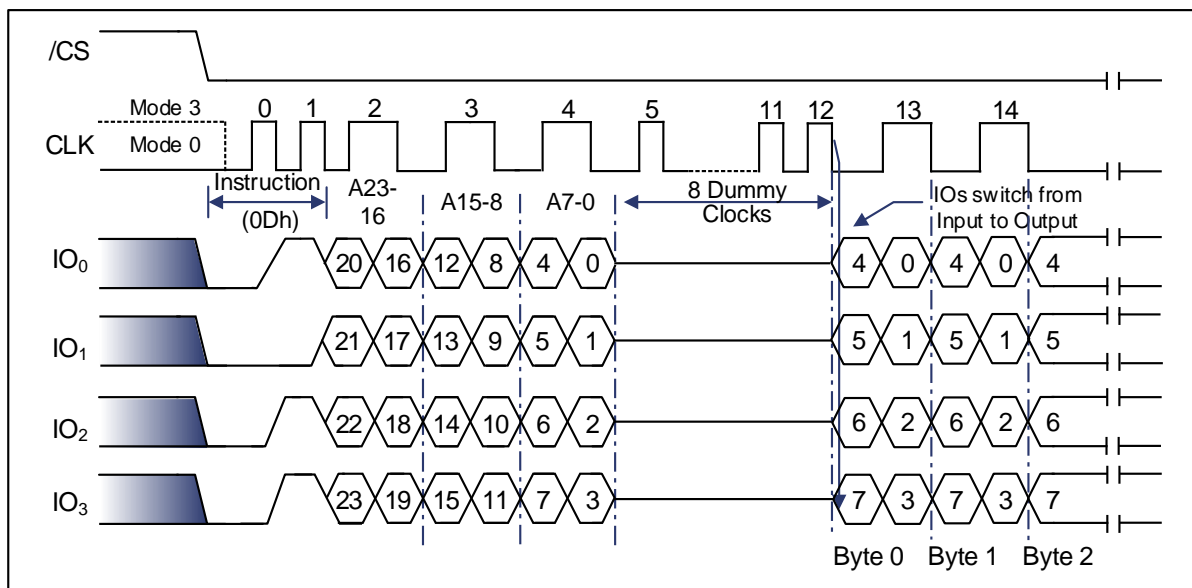 /CS
Mode 3 0 1 2 3 4 5 11 12 13 14
CLK Mode 0
Instruction
(0Dh)
A23-
16
A15-8
A7-0
8 Dummy
Clocks
IOs switch from
Input to Output
IO0 20 16 12 8 4 0 4 0 4 0 4
IO1 21 17 13 9 5 1 5 1 5 1 5
IO2 22 18 14 10 6 2 6 2 6 2 6
IO3 23 19 15 11 7 3 7 3 7 3 7
Byte 0 Byte 1 Byte 2